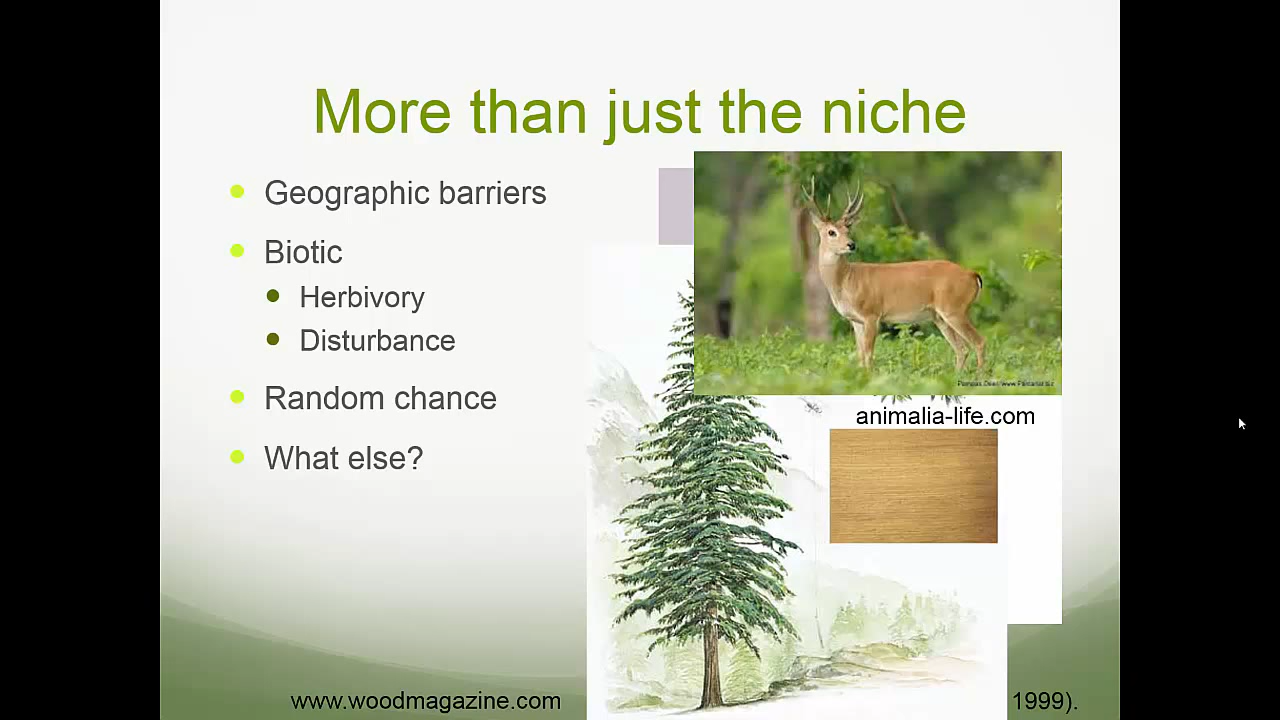 More than just the niche
Geographic barriers
Biotic
Herbivory
Disturbance
Random chance
What else?
animalia-life.com
www.woodmagazine.com
1999).